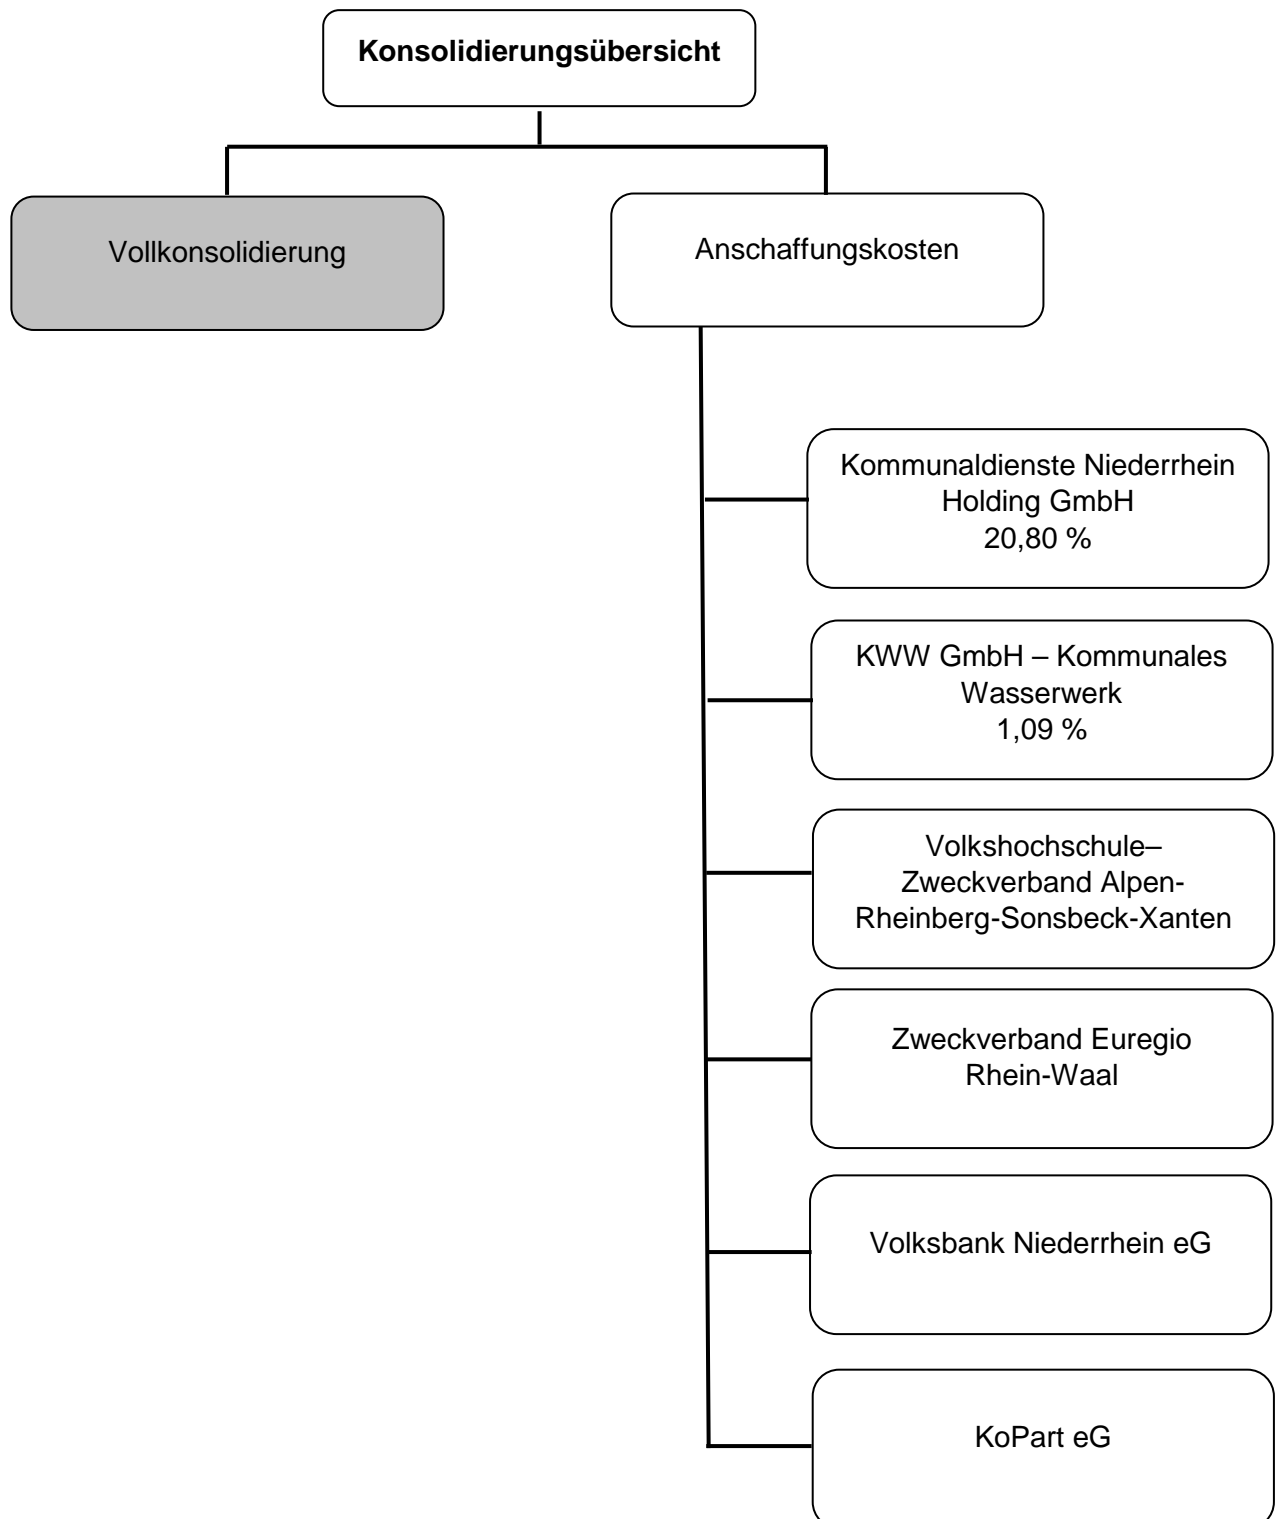 Konsolidierungsübersicht
Vollkonsolidierung
Anschaffungskosten
Kommunaldienste Niederrhein
Holding GmbH
20,80 %
KWW GmbH – Kommunales
Wasserwerk
1,09 %
Volkshochschule–
Zweckverband Alpen-
Rheinberg-Sonsbeck-Xanten
Zweckverband Euregio
Rhein-Waal
Volksbank Niederrhein eG
KoPart eG